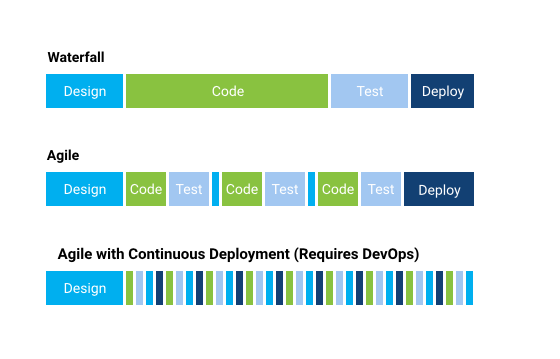 Waterfall
Design Code Test Deploy
Agile
Design Code Test Code Test Code Test Deploy
Agile with Continuous Deployment (Requires DevOps)
Design